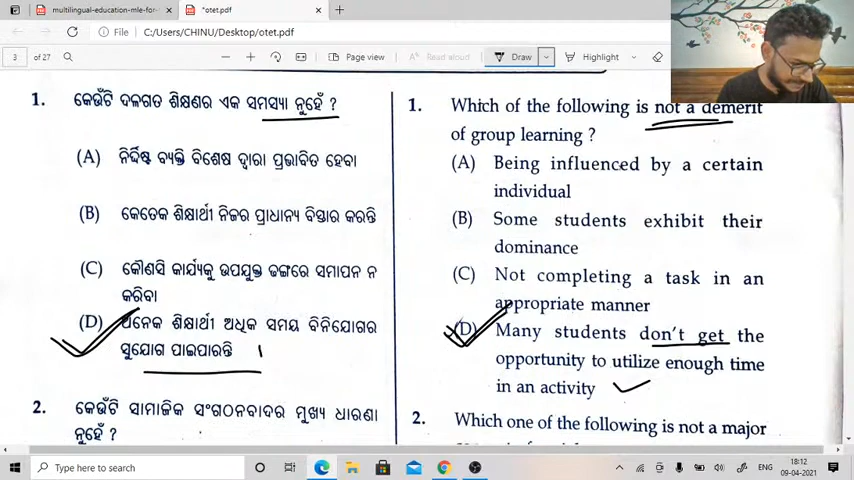 multilingual-education-mle-for-
*otet.pdf
File
C:/Users/CHINU/Desktop/otet.pdf
3
of 27
Page view
Read aloud
Draw
Highlight
1. କେଉଁଟି ଦଳଗତ ଶିକ୍ଷଣର ଏକ ସମସ୍ୟା ନୁହେଁ ?
(A) ନିର୍ଦ୍ଦିଷ୍ଟ ବ୍ୟକ୍ତି ବିଶେଷ ଦ୍ୱାରା ପ୍ରଭାବିତ ହେବା
(B) କେତେକ ଶିକ୍ଷାର୍ଥୀ ନିଜର ପ୍ରାଧାନ୍ୟ ବିସ୍ତାର କରନ୍ତି
(C) କୌଣସି କାର୍ଯ୍ୟକୁ ଉପଯୁକ୍ତ ଢଙ୍ଗରେ ସମାପନ ନ
କରିବା
(D) ଅନେକ ଶିକ୍ଷାର୍ଥୀ ଅଧିକ ସମୟ ବିନିଯୋଗର
ସୁଯୋଗ ପାଇପାରନ୍ତି
2. କେଉଁଟି ସାମାଜିକ ସଂଗଠନବାଦର ମୁଖ୍ୟ ଧାରଣା
ନୁହେଁ ?
1. Which of the following is not a demerit
of group learning ?
(A) Being influenced by a certain
individual
(B) Some students exhibit their
dominance
(C) Not completing a task in an
appropriate manner
(D) Many students don't get the
opportunity to utilize enough time
in an activity
2. Which one of the following is not a major
Type here to search
ENG
18:12
09-04-2021